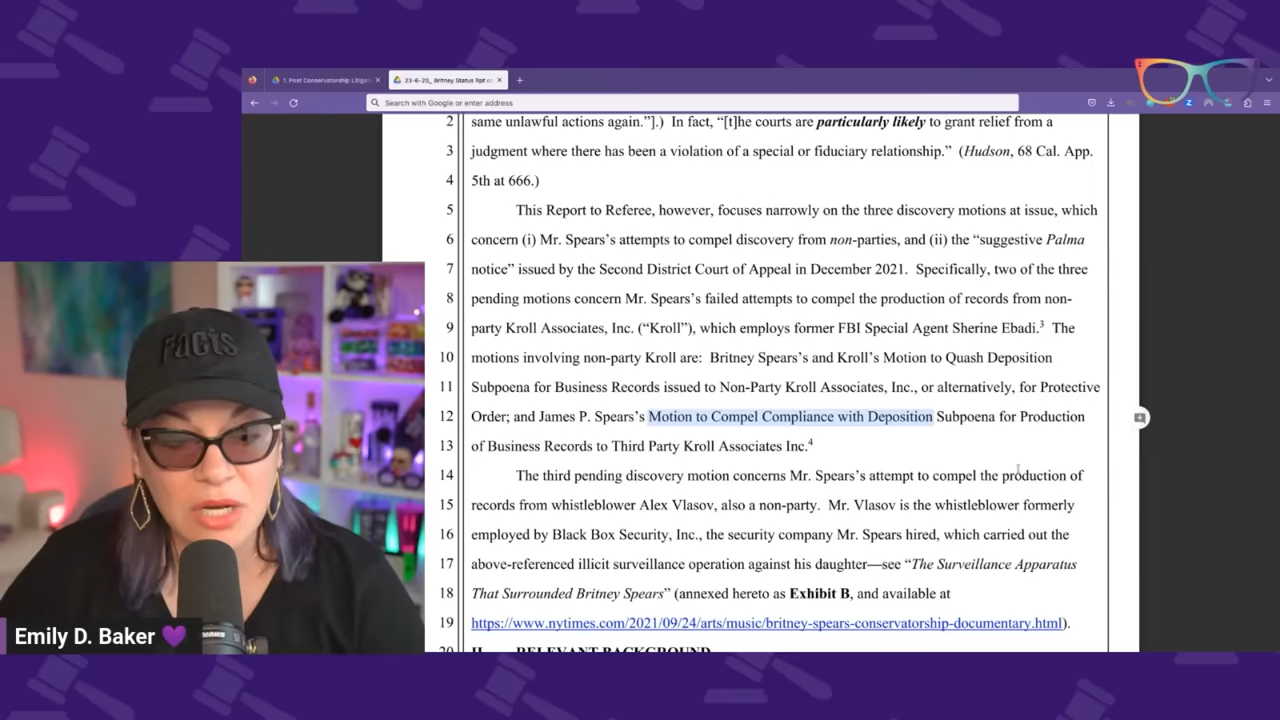 1. Post Conservatorship Litigat
23-6-20_ Britney Status Rpt o
Search with Google or enter address
2 same unlawful actions again."].) In fact, "[t]he courts are particularly likely to grant relief from a
3 judgment where there has been a violation of a special or fiduciary relationship." (Hudson, 68 Cal. App.
4 5th at 666.)
5 This Report to Referee, however, focuses narrowly on the three discovery motions at issue, which
6 concern (i) Mr. Spears's attempts to compel discovery from non-parties, and (ii) the "suggestive Palma
7 notice" issued by the Second District Court of Appeal in December 2021. Specifically, two of the three
8 pending motions concern Mr. Spears's failed attempts to compel the production of records from non-
9 party Kroll Associates, Inc. ("Kroll"), which employs former FBI Special Agent Sherine Ebadi.3 The
10 motions involving non-party Kroll are: Britney Spears's and Kroll's Motion to Quash Deposition
11 Subpoena for Business Records issued to Non-Party Kroll Associates, Inc., or alternatively, for Protective
12 Order; and James P. Spears's Motion to Compel Compliance with Deposition Subpoena for Production
13 of Business Records to Third Party Kroll Associates Inc.4
14 The third pending discovery motion concerns Mr. Spears's attempt to compel the production of
15 records from whistleblower Alex Vlasov, also a non-party. Mr. Vlasov is the whistleblower formerly
16 employed by Black Box Security, Inc., the security company Mr. Spears hired, which carried out the
17 above-referenced illicit surveillance operation against his daughter—see "The Surveillance Apparatus
18 That Surrounded Britney Spears" (annexed hereto as Exhibit B, and available at
19 https://www.nytimes.com/2021/09/24/arts/music/britney-spears-conservatorship-documentary.html).
20 II. RELEVANT BACKGROUND
FACTS
Emily D. Baker 💜